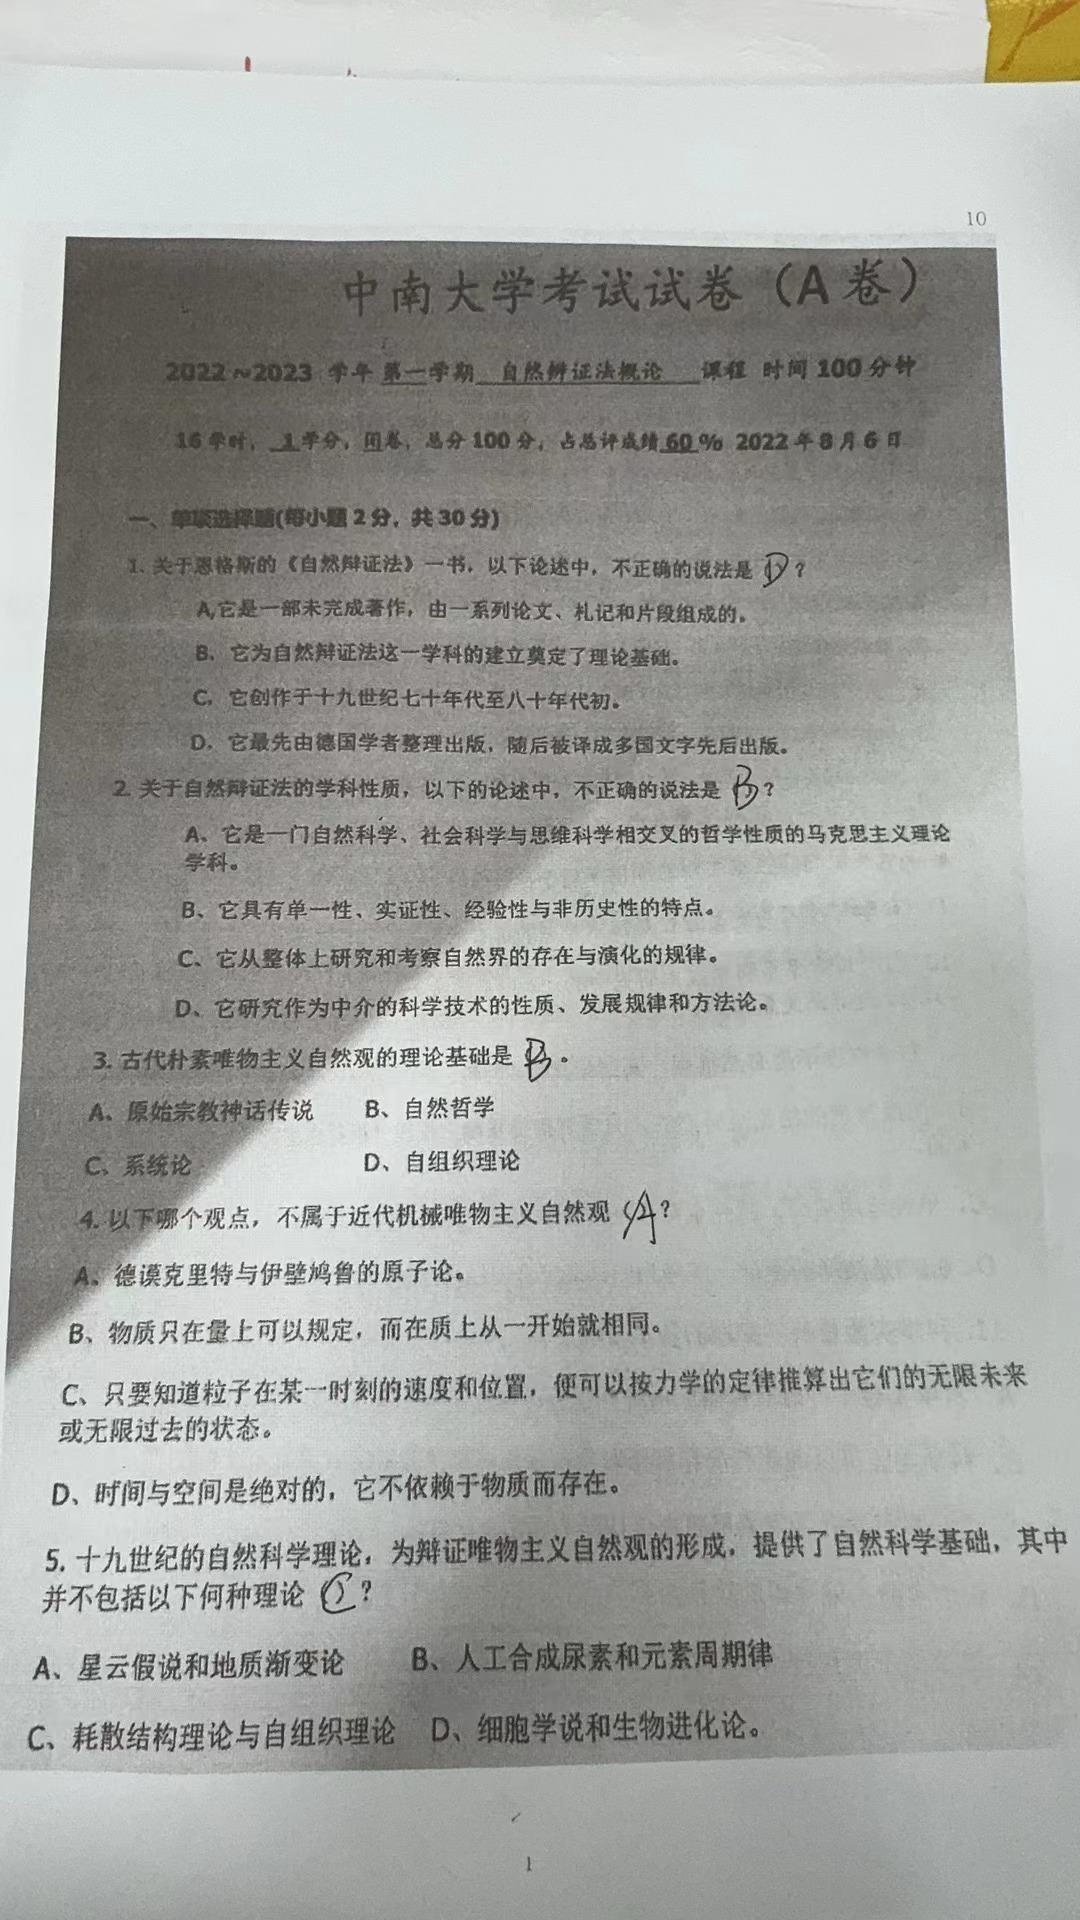 10
中南大学考试试卷（A 卷）
2022～2023 学年 第一学期 自然辩证法概论 课程 时间 100 分钟
16 学时， 1 学分，闭卷，总分 100 分，占总评成绩 60 % 2022 年 8 月 6 日
一、单项选择题(每小题 2 分，共 30 分)
1、关于恩格斯的《自然辩证法》一书，以下论述中，不正确的说法是 D ?
A,它是一部未完成著作，由一系列论文、札记和片段组成的。
B、它为自然辩证法这一学科的建立奠定了理论基础。
C，它创作于十九世纪七十年代至八十年代初。
D．它最先由德国学者整理出版，随后被译成多国文字先后出版。
2. 关于自然辩证法的学科性质，以下的论述中，不正确的说法是 B ?
A、它是一门自然科学、社会科学与思维科学相交叉的哲学性质的马克思主义理论
学科。
B、它具有单一性、实证性、经验性与非历史性的特点。
C、它从整体上研究和考察自然界的存在与演化的规律。
D、它研究作为中介的科学技术的性质、发展规律和方法论。
3. 古代朴素唯物主义自然观的理论基础是 B 。
A、原始宗教神话传说 B、自然哲学
C、系统论 D、自组织理论
4. 以下哪个观点，不属于近代机械唯物主义自然观 (A) ?
A、德谟克里特与伊壁鸠鲁的原子论。
B、物质只在量上可以规定，而在质上从一开始就相同。
C、只要知道粒子在某一时刻的速度和位置，便可以按力学的定律推算出它们的无限未来
或无限过去的状态。
D、时间与空间是绝对的，它不依赖于物质而存在。
5. 十九世纪的自然科学理论，为辩证唯物主义自然观的形成，提供了自然科学基础，其中
并不包括以下何种理论 (C) ?
A、星云假说和地质渐变论 B、人工合成尿素和元素周期律
C、耗散结构理论与自组织理论 D、细胞学说和生物进化论。
1